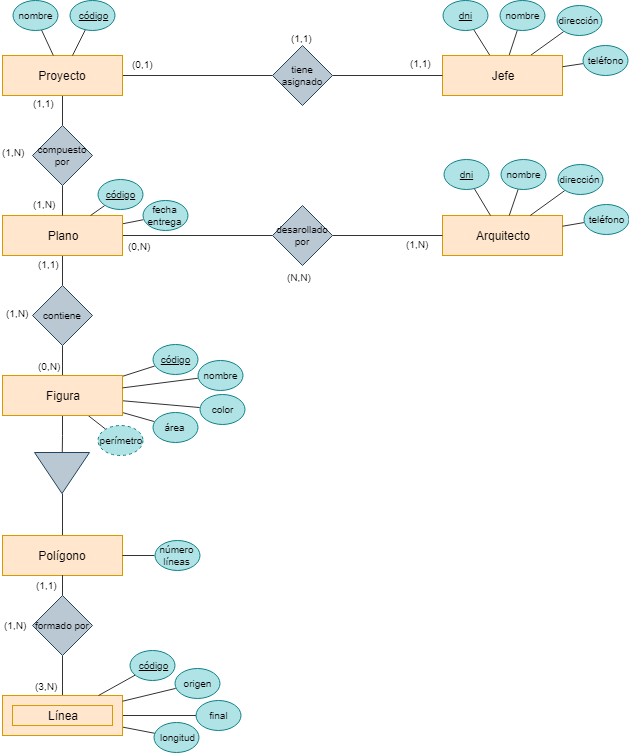 nombre
código
dni
nombre
dirección
teléfono
(1,1)
Proyecto
(0,1)
tiene
asignado
(1,1)
Jefe
(1,1)
(1,N)
compuesto
por
(1,N)
código
fecha
entrega
dni
nombre
dirección
teléfono
Plano
(0,N)
desarollado
por
(N,N)
(1,N)
Arquitecto
(1,1)
(1,N)
contiene
(0,N)
código
nombre
color
área
perímetro
Figura
Polígono
número
líneas
(1,1)
(1,N)
formado por
(3,N)
código
origen
final
longitud
Línea